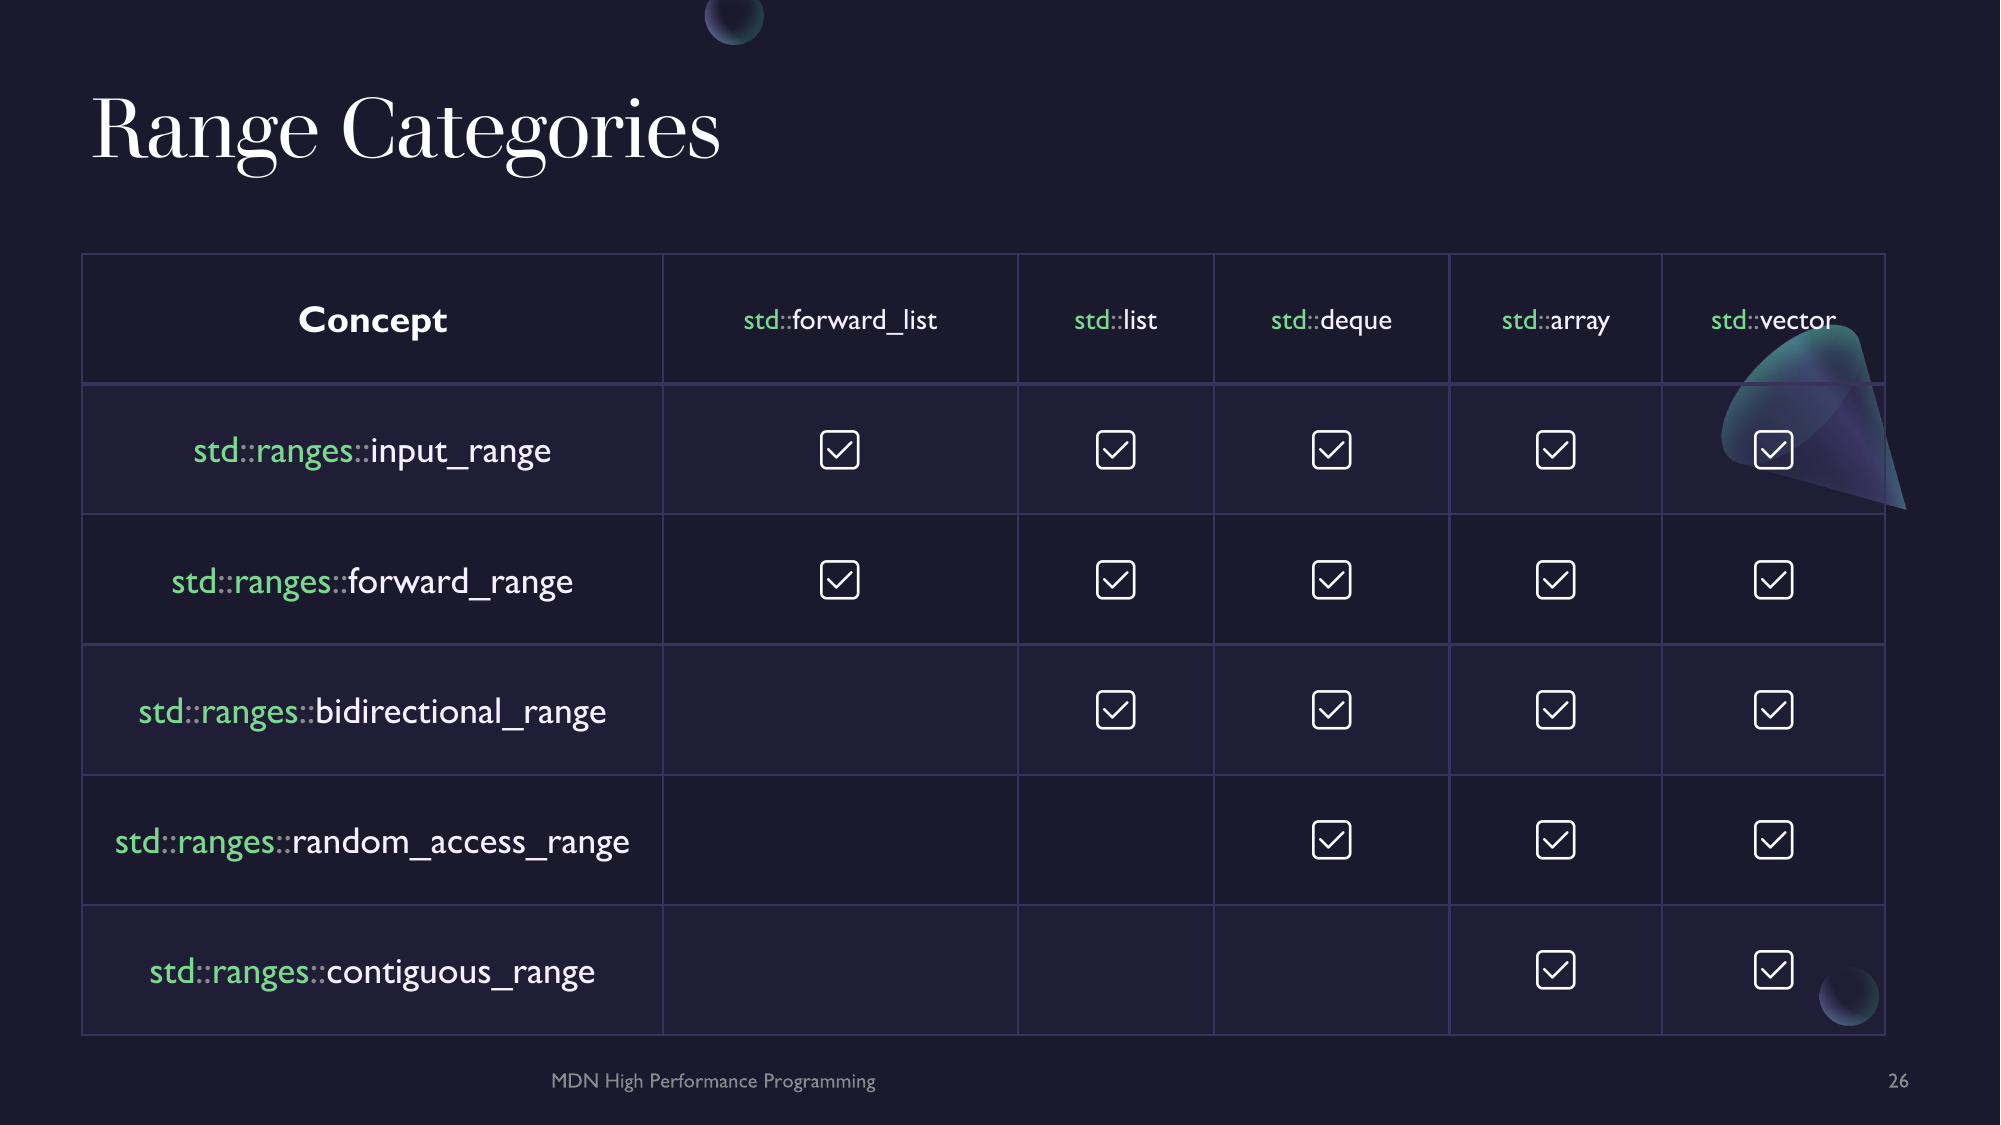 Range Categories
Concept std::forward_list std::list std::deque std::array std::vector
std::ranges::input_range ☑ ☑ ☑ ☑ ☑
std::ranges::forward_range ☑ ☑ ☑ ☑ ☑
std::ranges::bidirectional_range ☑ ☑ ☑ ☑
std::ranges::random_access_range ☑ ☑ ☑
std::ranges::contiguous_range ☑ ☑
MDN High Performance Programming 26